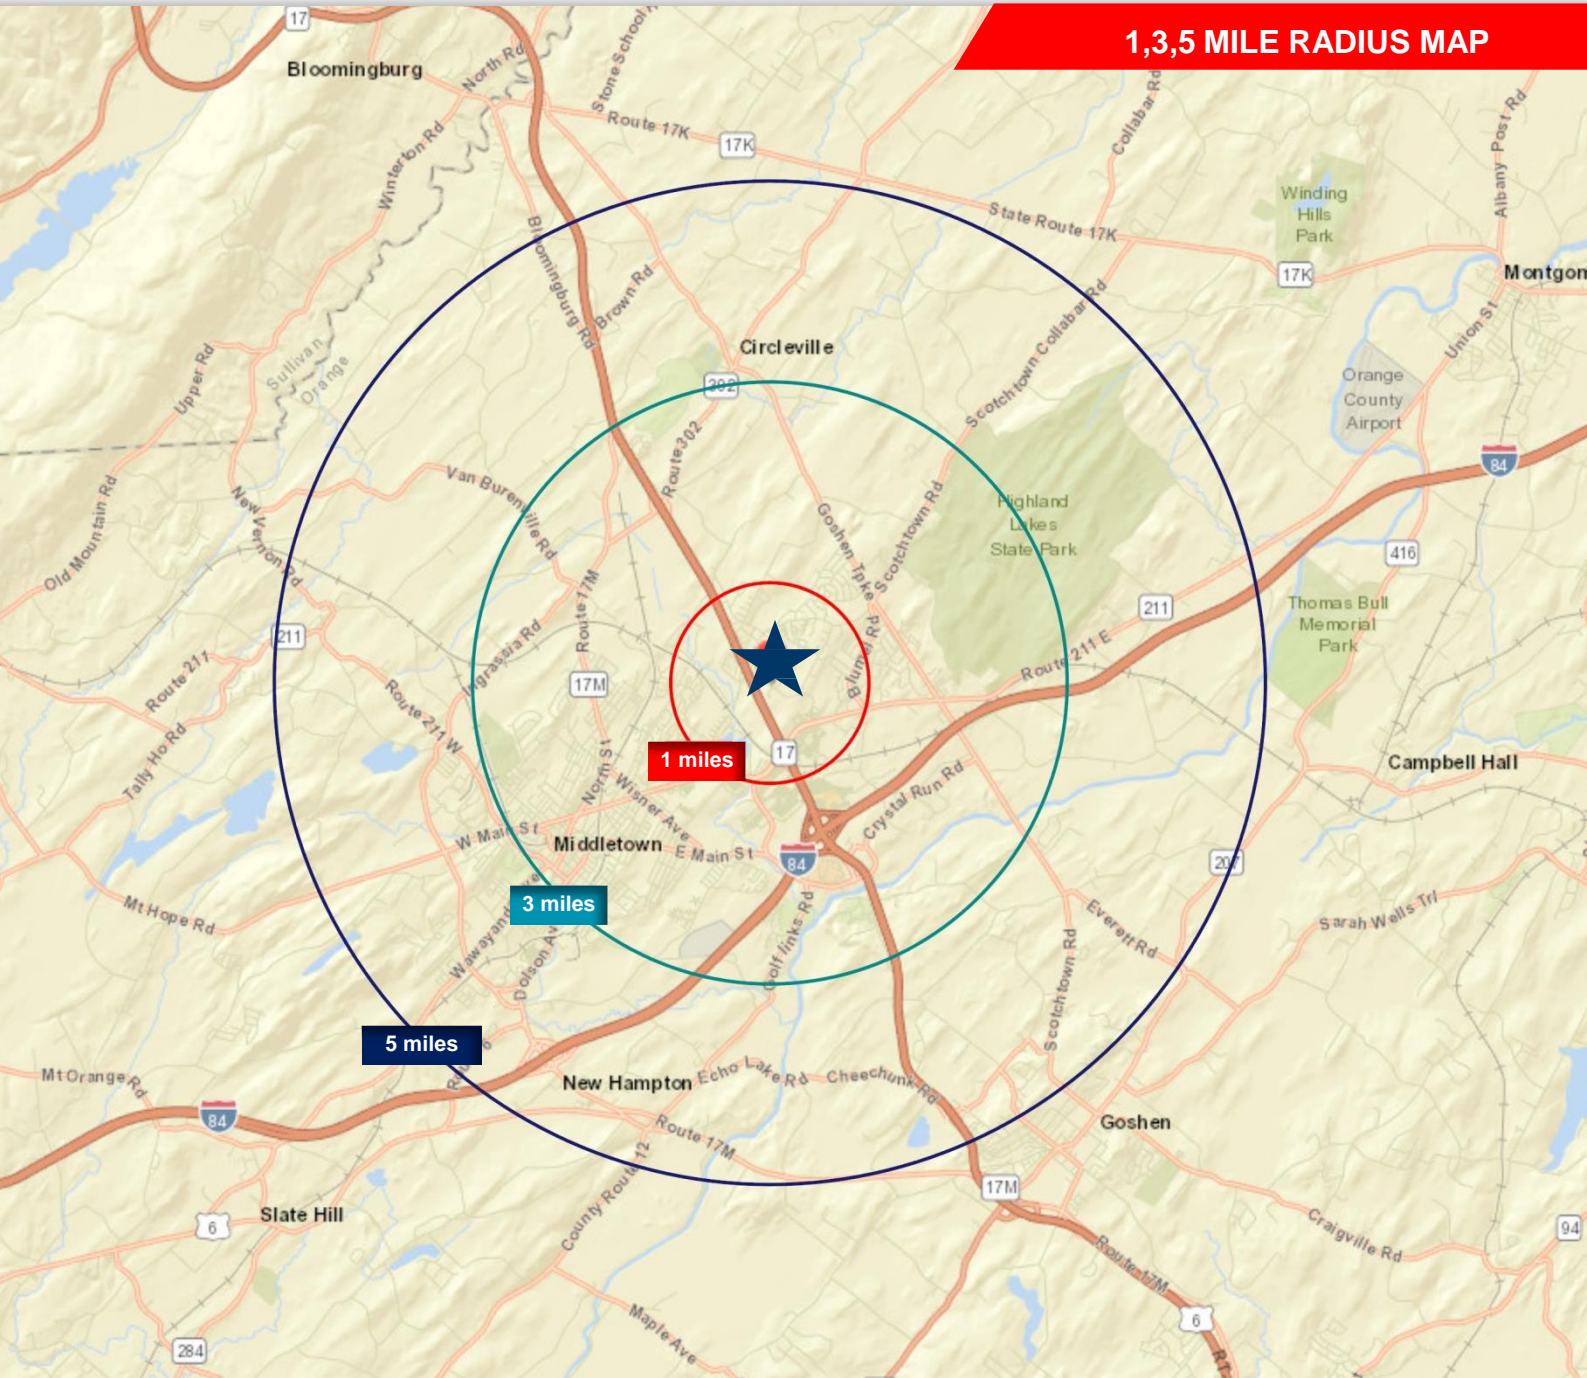 1,3,5 MILE RADIUS MAP
17
Bloomingburg
North Rd
Stone School
Route 17K
17K
Collabar Rd
Albany Post Rd
Winterton Rd
Winding
Hills
Park
State Route 17K
17K
Montgom
Bloomingburg Rd
Brown Rd
Scotchtown Collabar Rd
Union St
Sullivan
Orange
Upper Rd
Circleville
302
Orange
County
Airport
Route 302
84
Van Burenville Rd
Old Mountain Rd
New Vernon Rd
Goshen Tpke
Scotchtown Rd
Highland
Lakes
State Park
416
Route 17M
211
Thomas Bull
Memorial
Park
211
Ingrassia Rd
Blumel Rd
Route 211 E
Route 211
17M
Route 211 W
Tally Ho Rd
1 miles
17
Campbell Hall
North St
Wisner Ave
Crystal Run Rd
W Main St
Middletown
E Main St
84
207
3 miles
Mt Hope Rd
Wawayanda Ave
Dolson Av
Golf links Rd
Everett Rd
Sarah Wells Trl
Scotchtown Rd
5 miles
Mt Orange Rd
New Hampton
Echo Lake Rd
Cheechunk Rd
84
Route 17M
Goshen
County Route 12
17M
Slate Hill
6
Craigville Rd
94
Route 17M
Maple Ave
6
284
RT